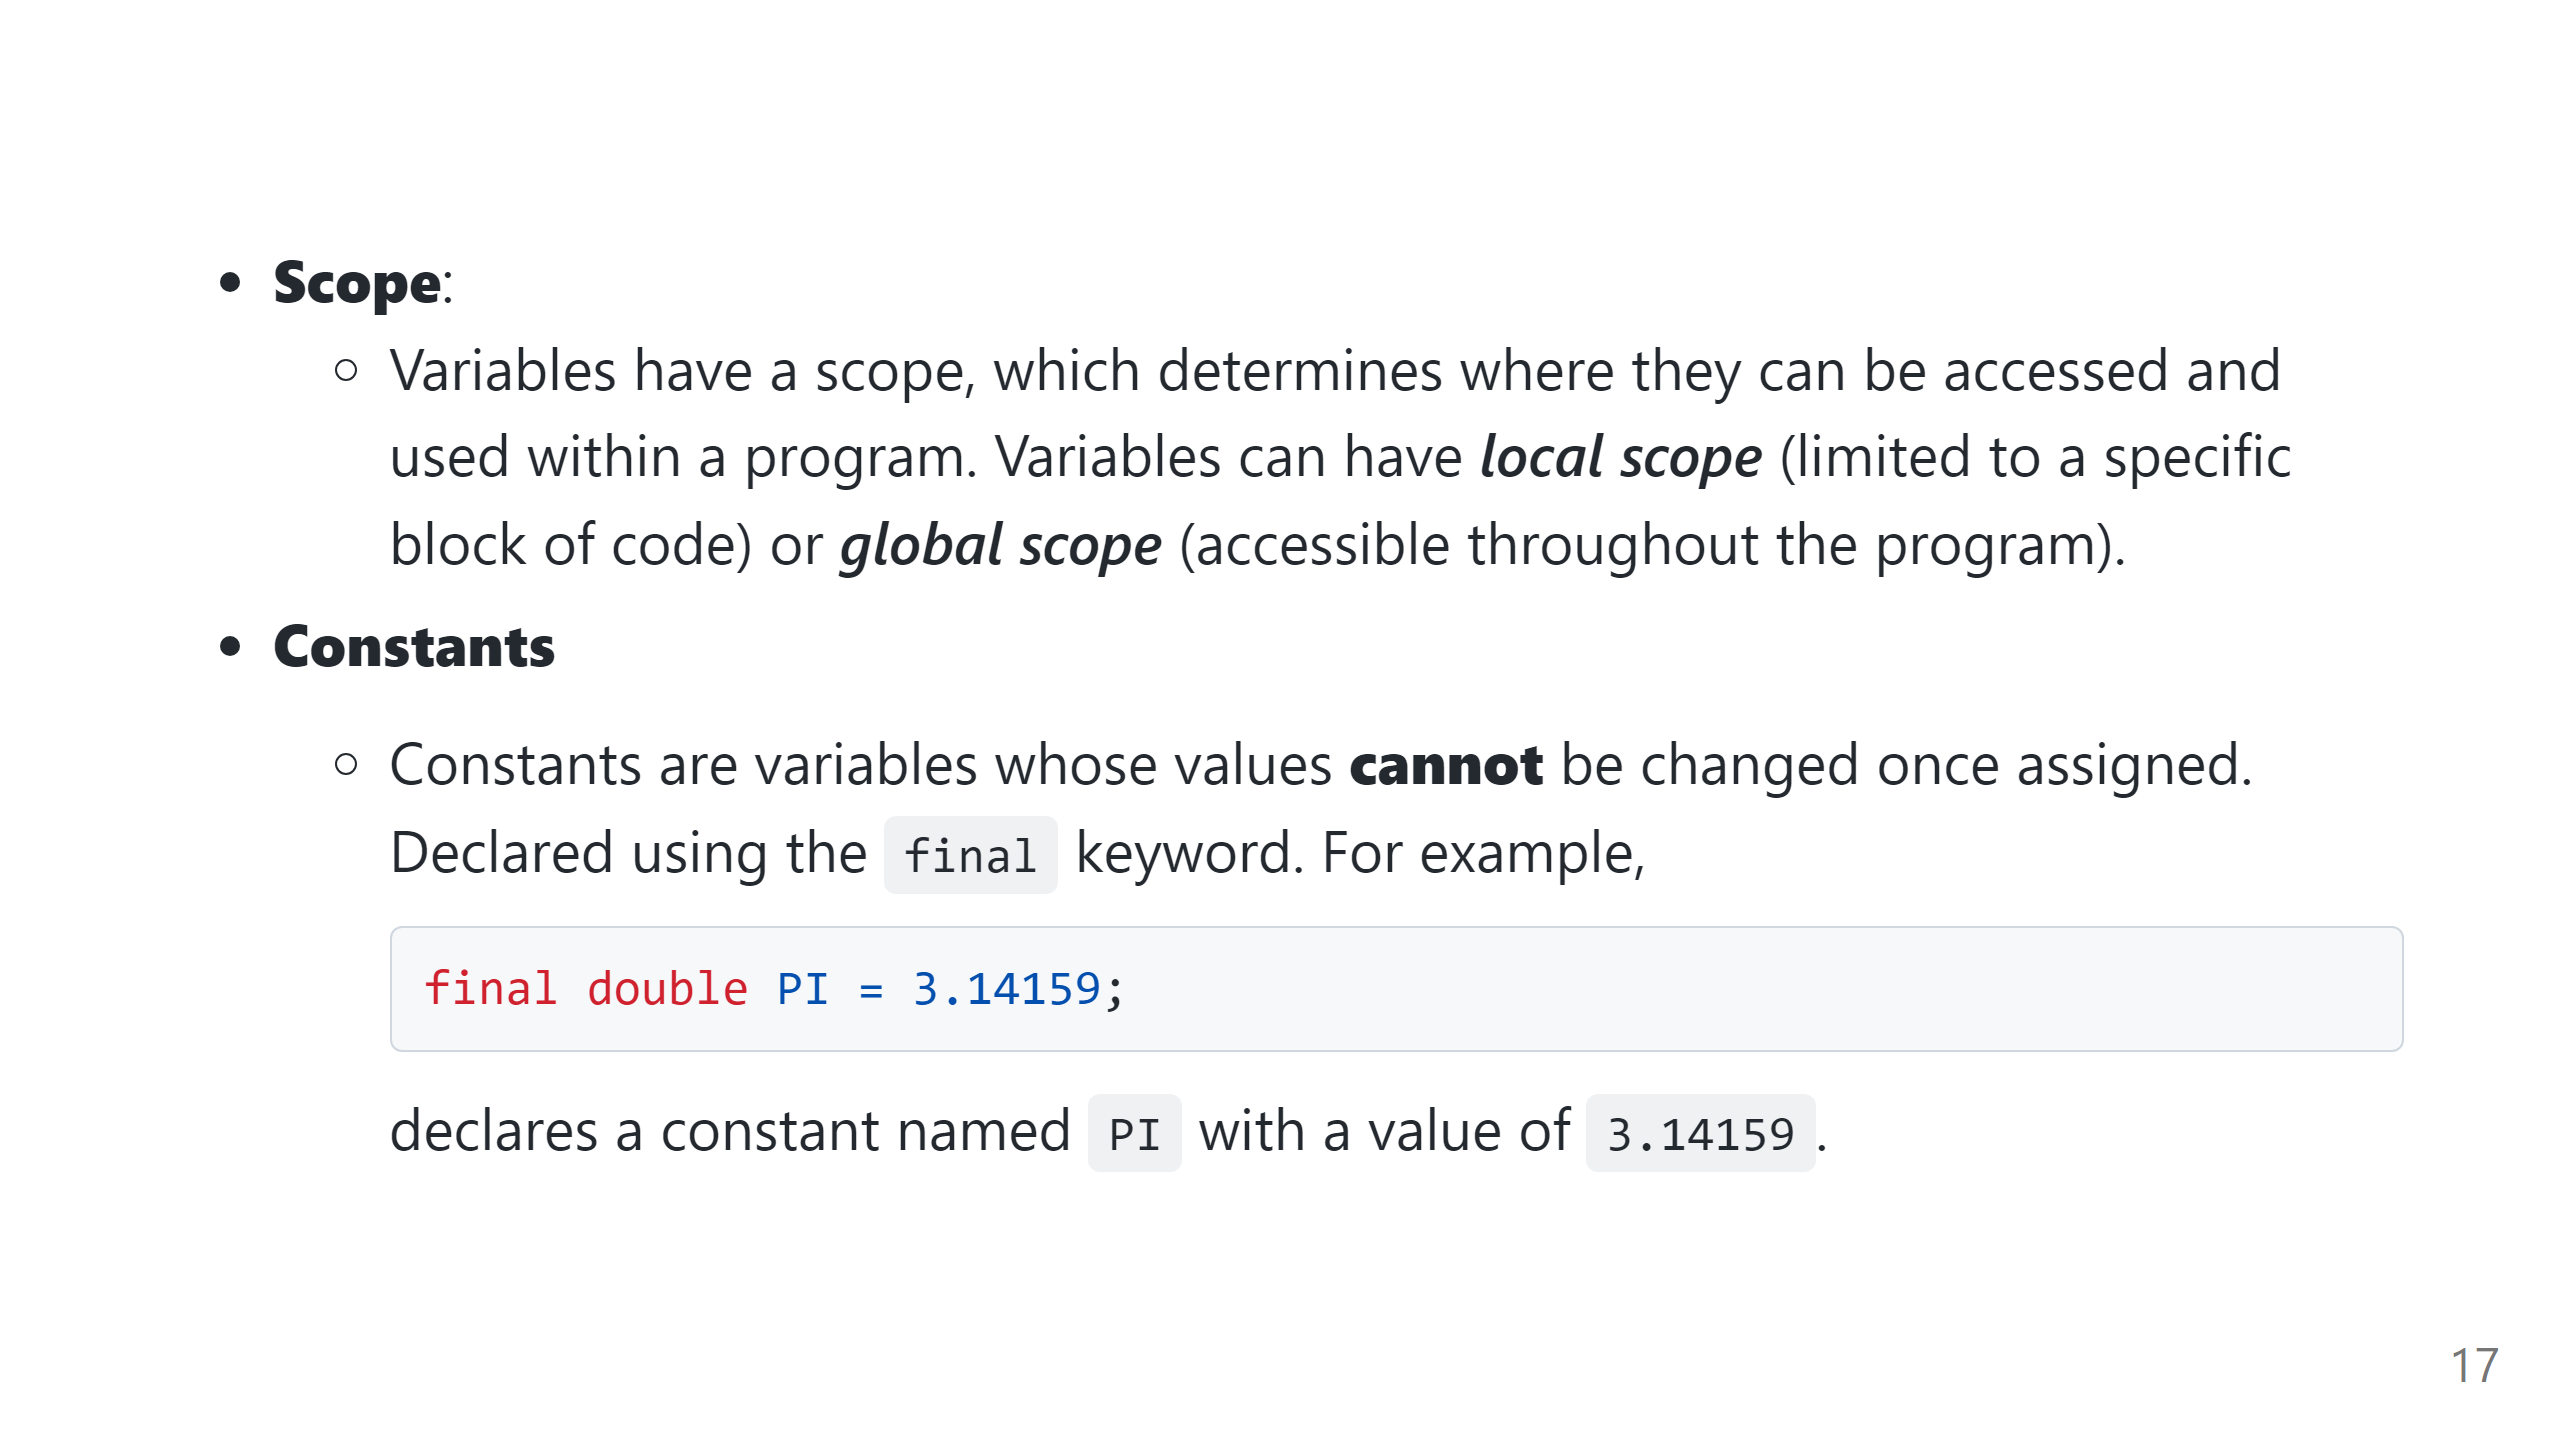 • Scope:
○ Variables have a scope, which determines where they can be accessed and
used within a program. Variables can have local scope (limited to a specific
block of code) or global scope (accessible throughout the program).
• Constants
○ Constants are variables whose values cannot be changed once assigned.
Declared using the final keyword. For example,
final double PI = 3.14159;
declares a constant named PI with a value of 3.14159.
17